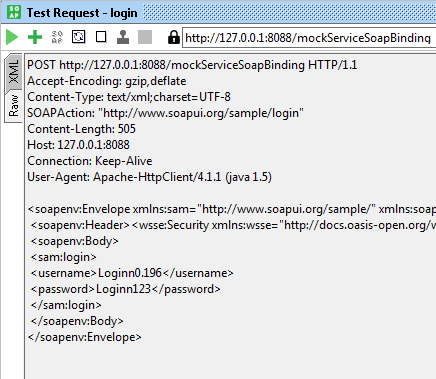 Test Request - login
http://127.0.0.1:8088/mockServiceSoapBinding
XML
Raw
POST http://127.0.0.1:8088/mockServiceSoapBinding HTTP/1.1
Accept-Encoding: gzip,deflate
Content-Type: text/xml;charset=UTF-8
SOAPAction: "http://www.soapui.org/sample/login"
Content-Length: 505
Host: 127.0.0.1:8088
Connection: Keep-Alive
User-Agent: Apache-HttpClient/4.1.1 (java 1.5)
<soapenv:Envelope xmlns:sam="http://www.soapui.org/sample/" xmlns:soap
<soapenv:Header><wsse:Security xmlns:wsse="http://docs.oasis-open.org/v
<soapenv:Body>
<sam:login>
<username>Loginn0.196</username>
<password>Loginn123</password>
</sam:login>
</soapenv:Body>
</soapenv:Envelope>